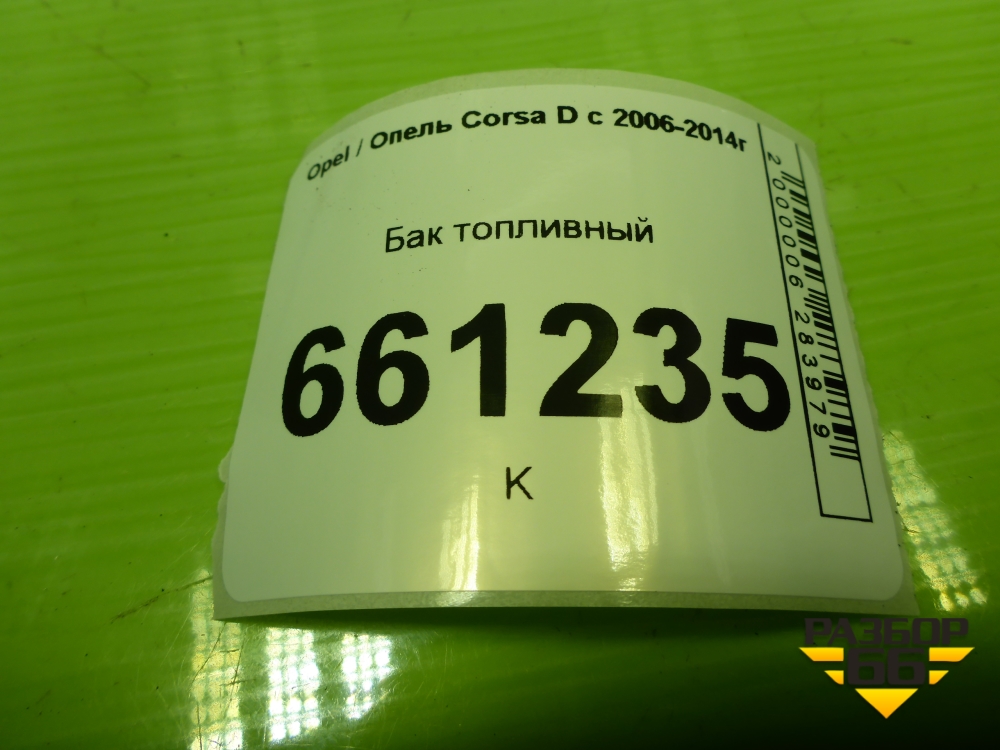 Opel / Опель Corsa D с 2006-2014г
Бак топливный
661235
К
2000006283979
РАЗБОР
66